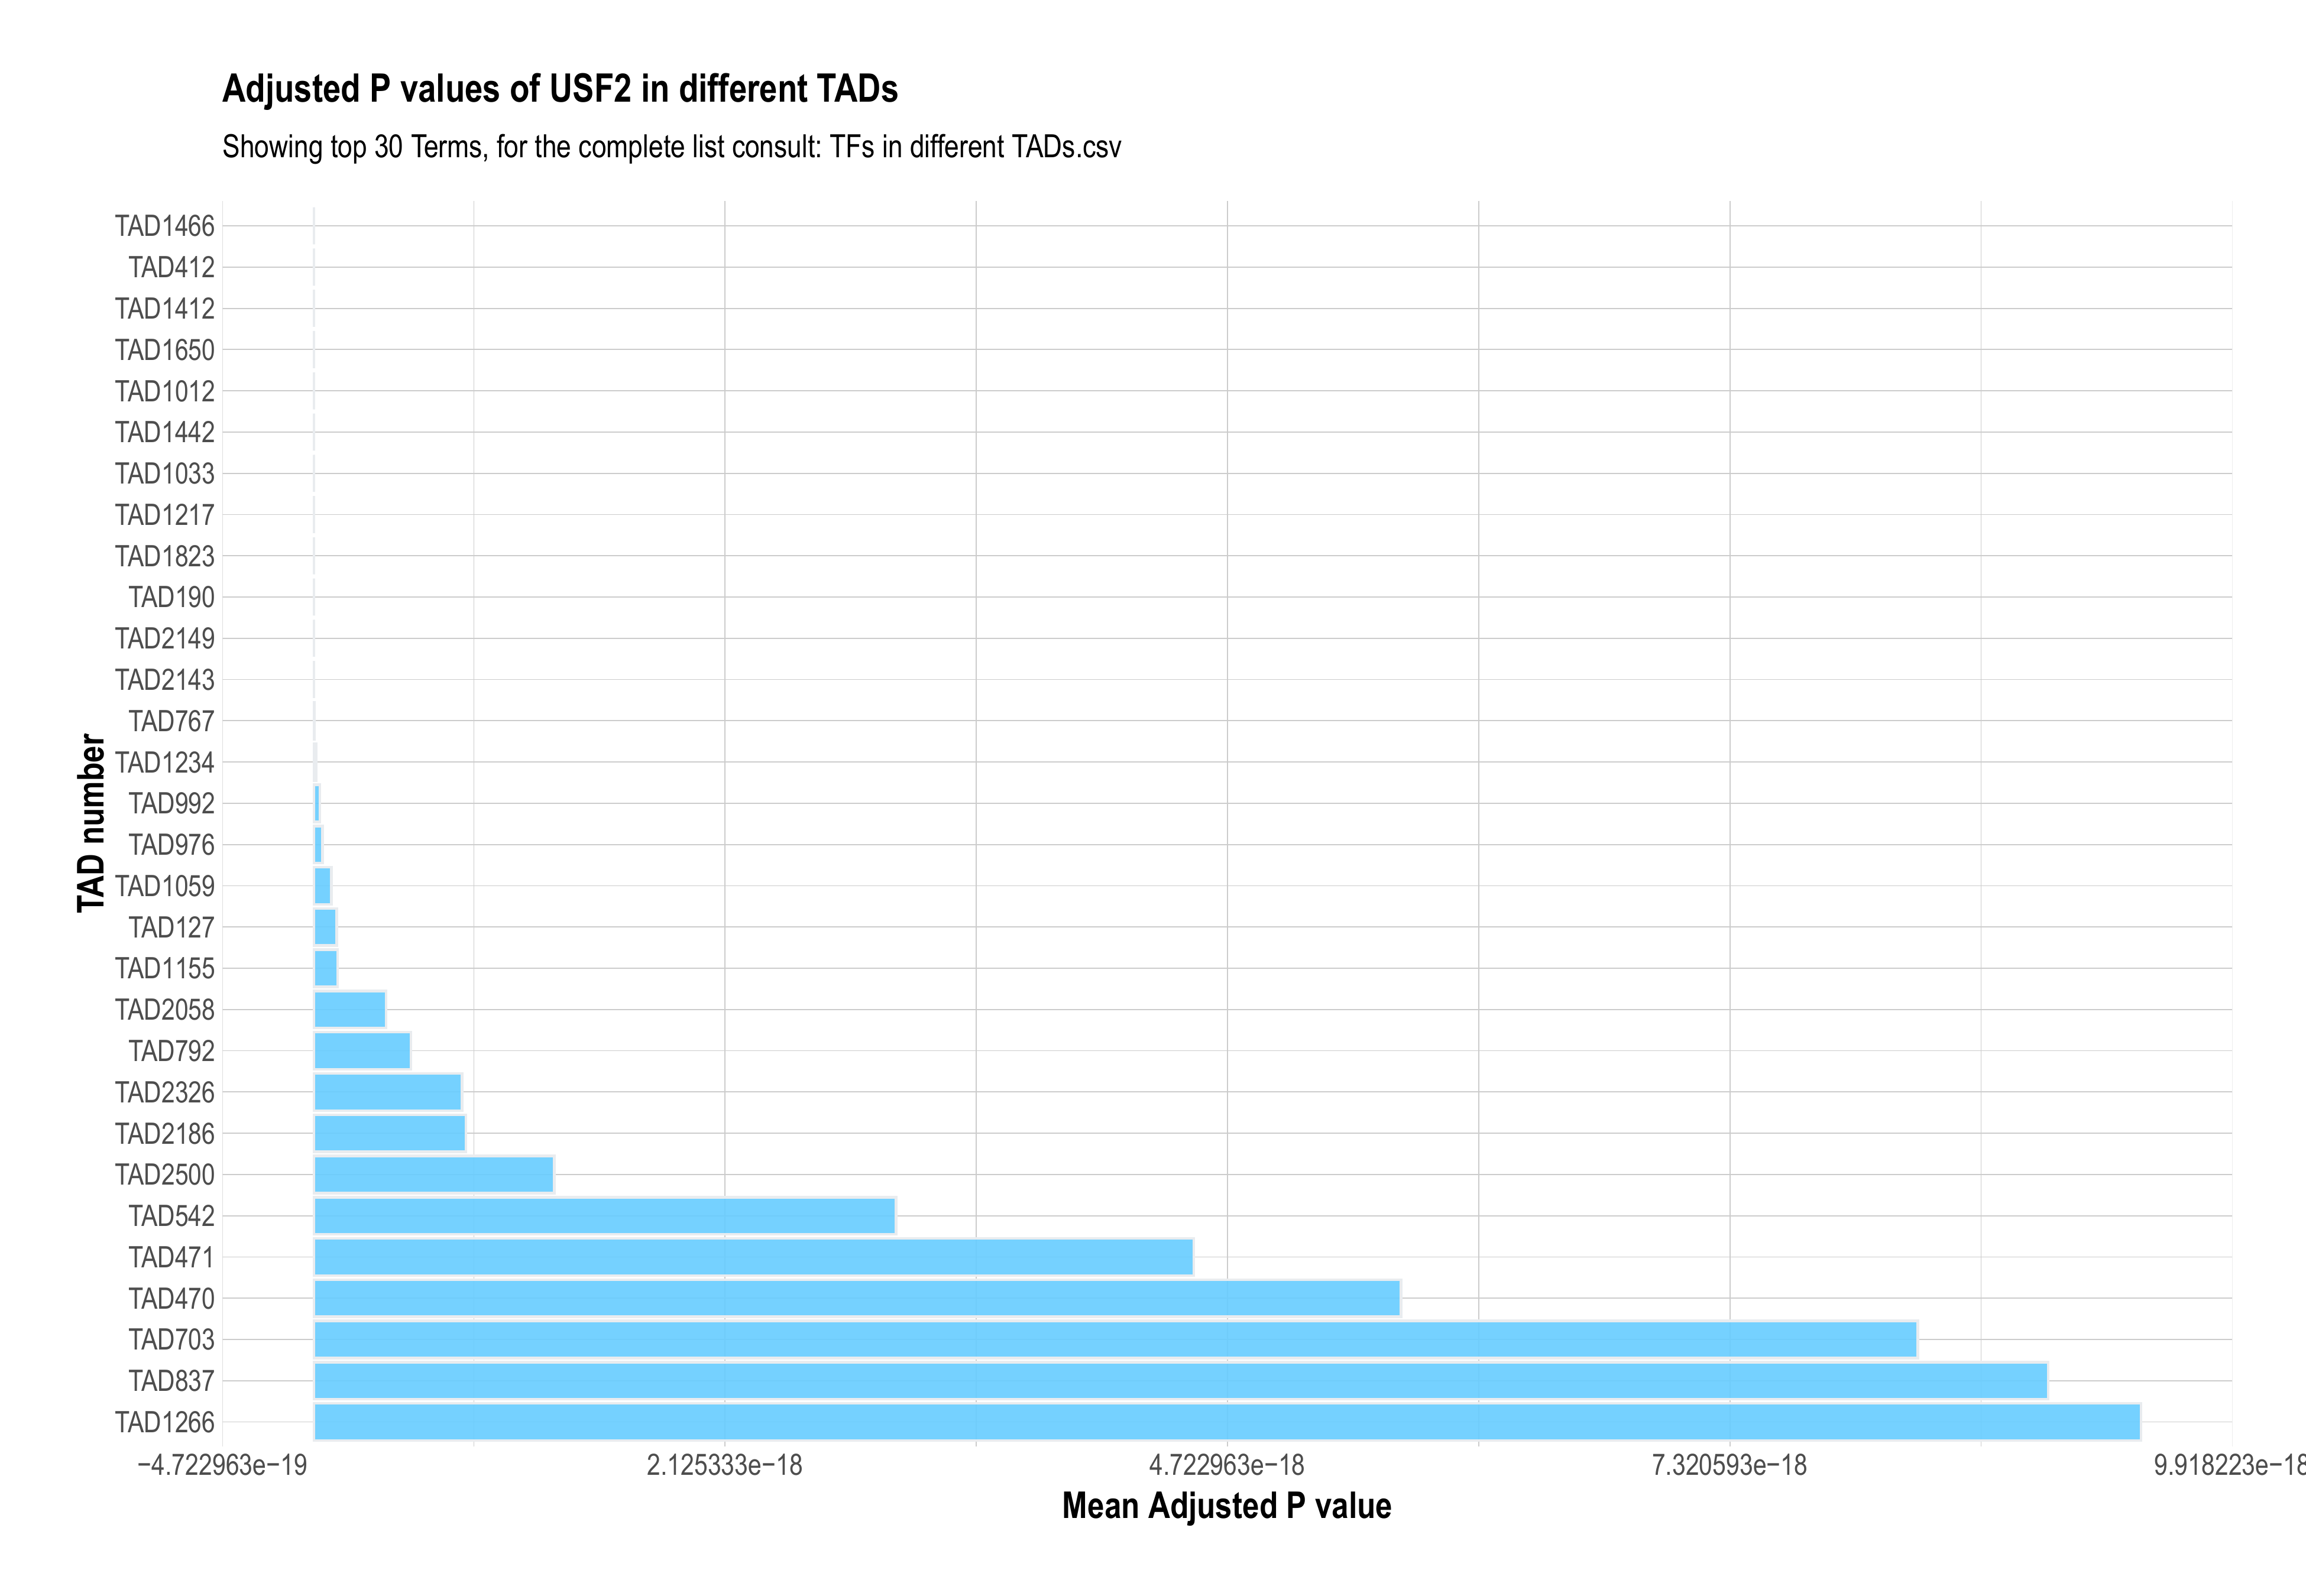 Adjusted P values of USF2 in different TADs
Showing top 30 Terms, for the complete list consult: TFs in different TADs.csv
TAD number
TAD1466
TAD412
TAD1412
TAD1650
TAD1012
TAD1442
TAD1033
TAD1217
TAD1823
TAD190
TAD2149
TAD2143
TAD767
TAD1234
TAD992
TAD976
TAD1059
TAD127
TAD1155
TAD2058
TAD792
TAD2326
TAD2186
TAD2500
TAD542
TAD471
TAD470
TAD703
TAD837
TAD1266
−4.722963e−19 2.125333e−18 4.722963e−18 7.320593e−18 9.918223e−18
Mean Adjusted P value